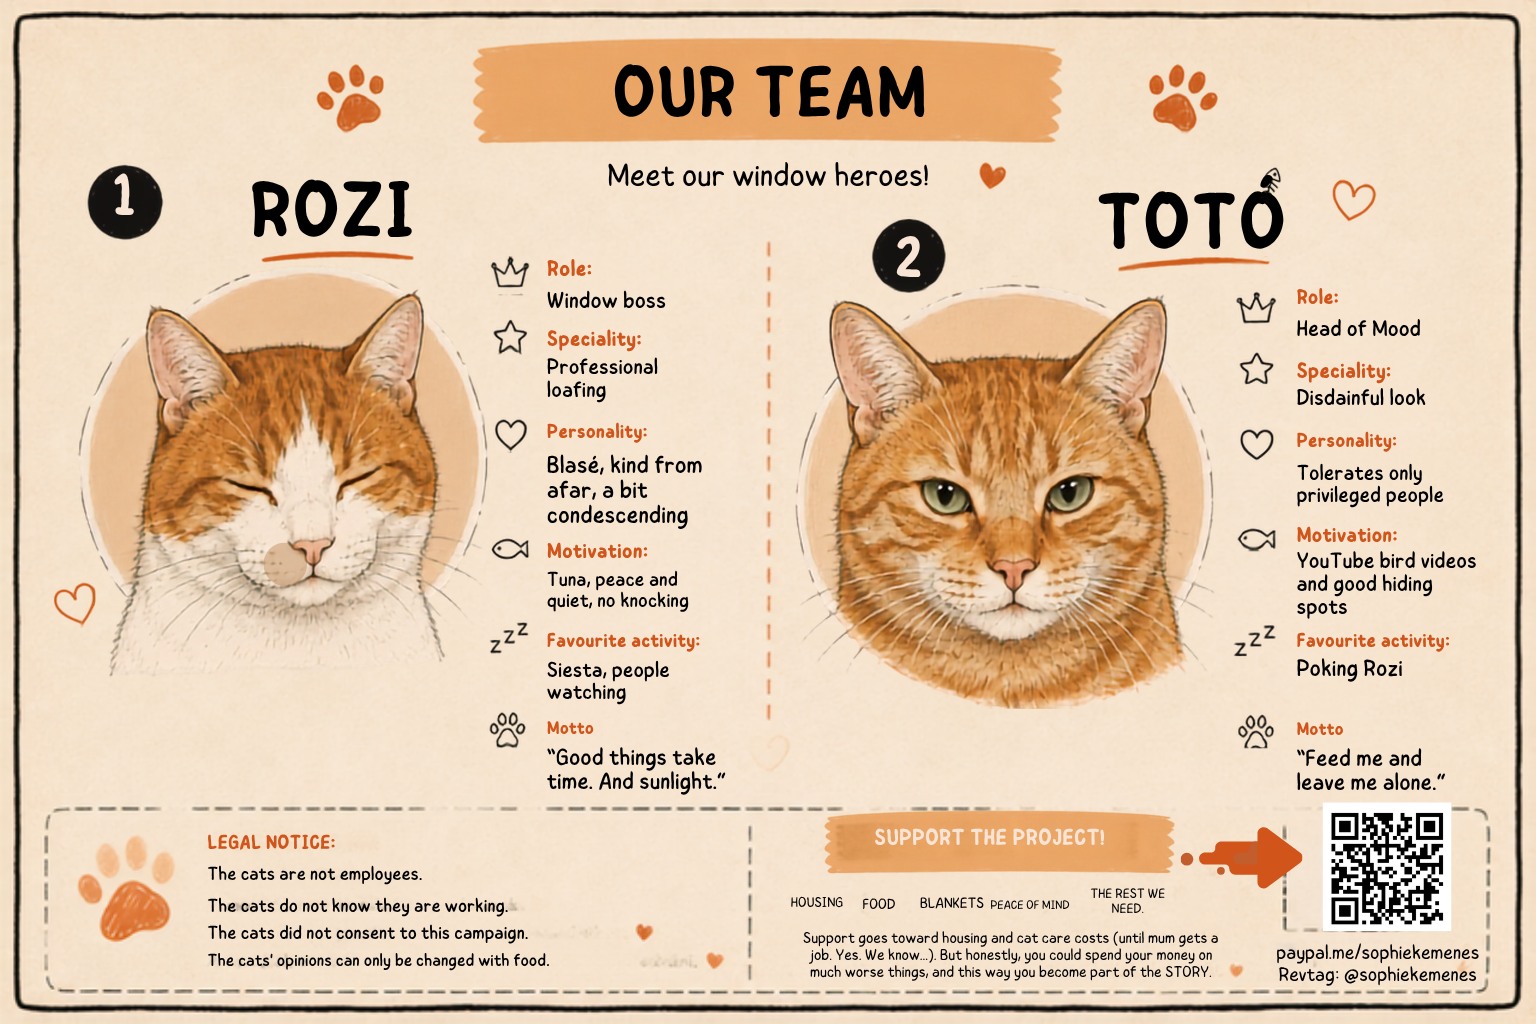 OUR TEAM
Meet our window heroes!
1
ROZI
Role:
Window boss
Speciality:
Professional
loafing
Personality:
Blasé, kind from
afar, a bit
condescending
Motivation:
Tuna, peace and
quiet, no knocking
Favourite activity:
Siesta, people
watching
Motto
“Good things take
time. And sunlight.”
2
TOTO
Role:
Head of Mood
Speciality:
Disdainful look
Personality:
Tolerates only
privileged people
Motivation:
YouTube bird videos
and good hiding
spots
Favourite activity:
Poking Rozi
Motto
“Feed me and
leave me alone.”
LEGAL NOTICE:
The cats are not employees.
The cats do not know they are working.
The cats did not consent to this campaign.
The cats' opinions can only be changed with food.
SUPPORT THE PROJECT!
HOUSING FOOD BLANKETS PEACE OF MIND THE REST WE
NEED.
Support goes toward housing and cat care costs (until mum gets a
job. Yes. We know...). But honestly, you could spend your money on
much worse things, and this way you become part of the STORY.
paypal.me/sophiekemenes
Revtag: @sophiekemenes